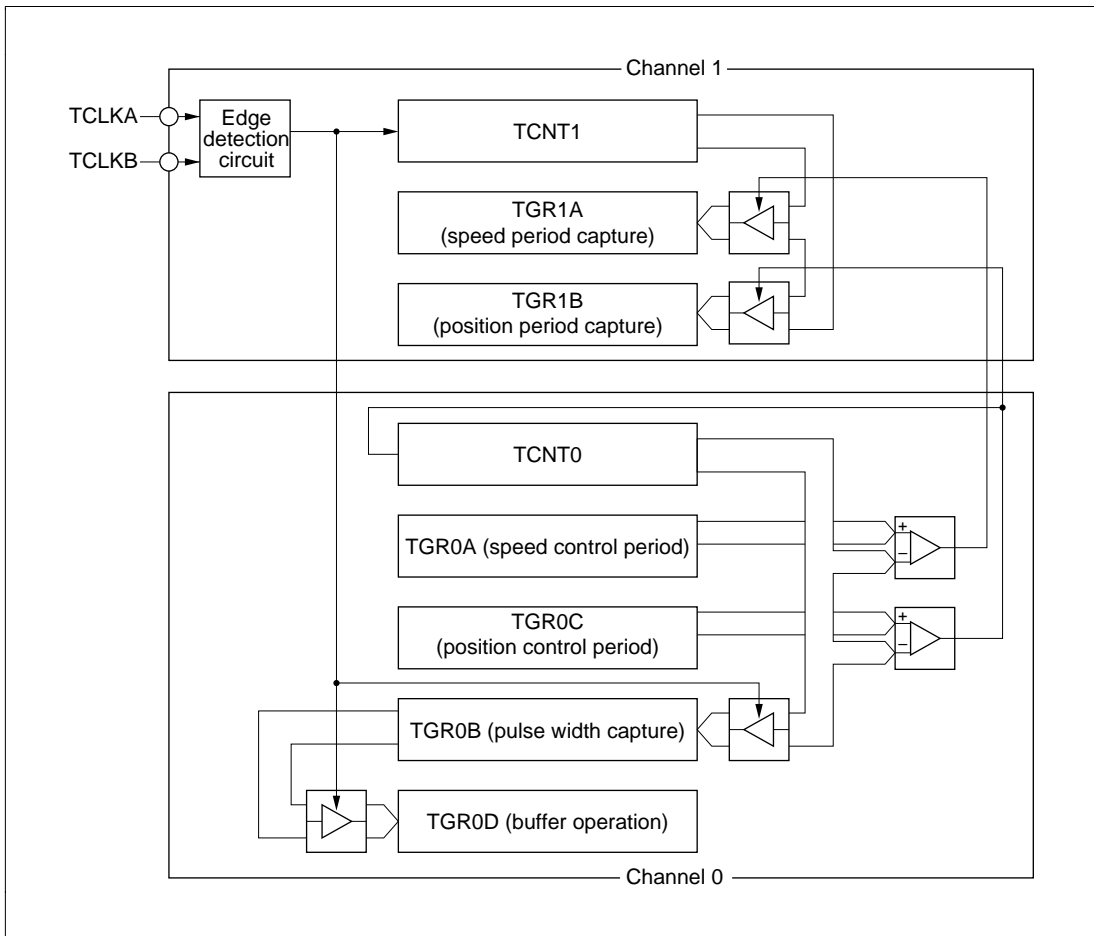 Channel 1
TCLKA
TCLKB
Edge
detection
circuit
TCNT1
TGR1A
(speed period capture)
TGR1B
(position period capture)
TCNT0
TGR0A (speed control period)
+
−
TGR0C
(position control period)
+
−
TGR0B (pulse width capture)
TGR0D (buffer operation)
Channel 0